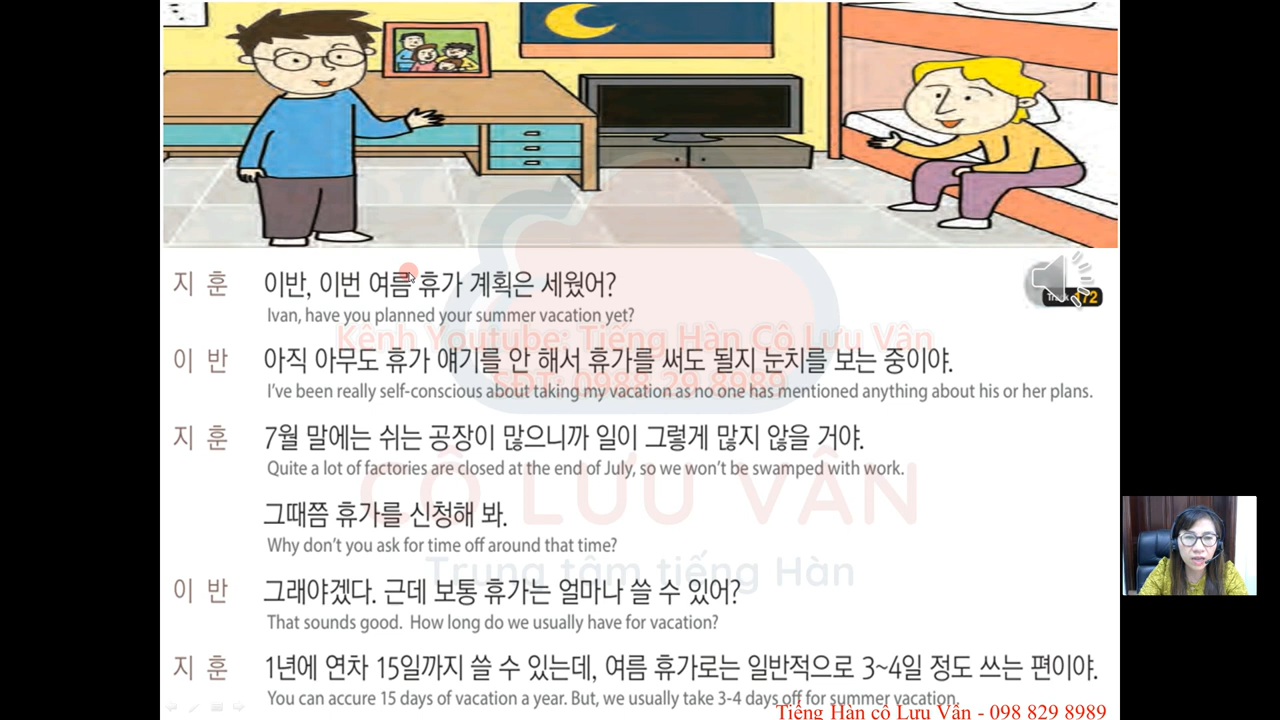 지 훈 이반, 이번 여름 휴가 계획은 세웠어?
Ivan, have you planned your summer vacation yet?
172
Kênh Youtube: Tiếng Hàn Cô Lưu Vân
이 반 아직 아무도 휴가 얘기를 안 해서 휴가를 써도 될지 눈치를 보는 중이야.
SĐT: 0988 29 8989
I've been really self-conscious about taking my vacation as no one has mentioned anything about his or her plans.
지 훈 7월 말에는 쉬는 공장이 많으니까 일이 그렇게 많지 않을 거야.
Quite a lot of factories are closed at the end of July, so we won't be swamped with work.
CÔ LƯU VÂN
그때쯤 휴가를 신청해 봐.
Why don't you ask for time off around that time?
Trung tâm tiếng Hàn
이 반 그래야겠다. 근데 보통 휴가는 얼마나 쓸 수 있어?
That sounds good. How long do we usually have for vacation?
지 훈 1년에 연차 15일까지 쓸 수 있는데, 여름 휴가로는 일반적으로 3~4일 정도 쓰는 편이야.
You can accure 15 days of vacation a year. But, we usually take 3-4 days off for summer vacation.
Tiếng Hàn cô Lưu Vân - 098 829 8989